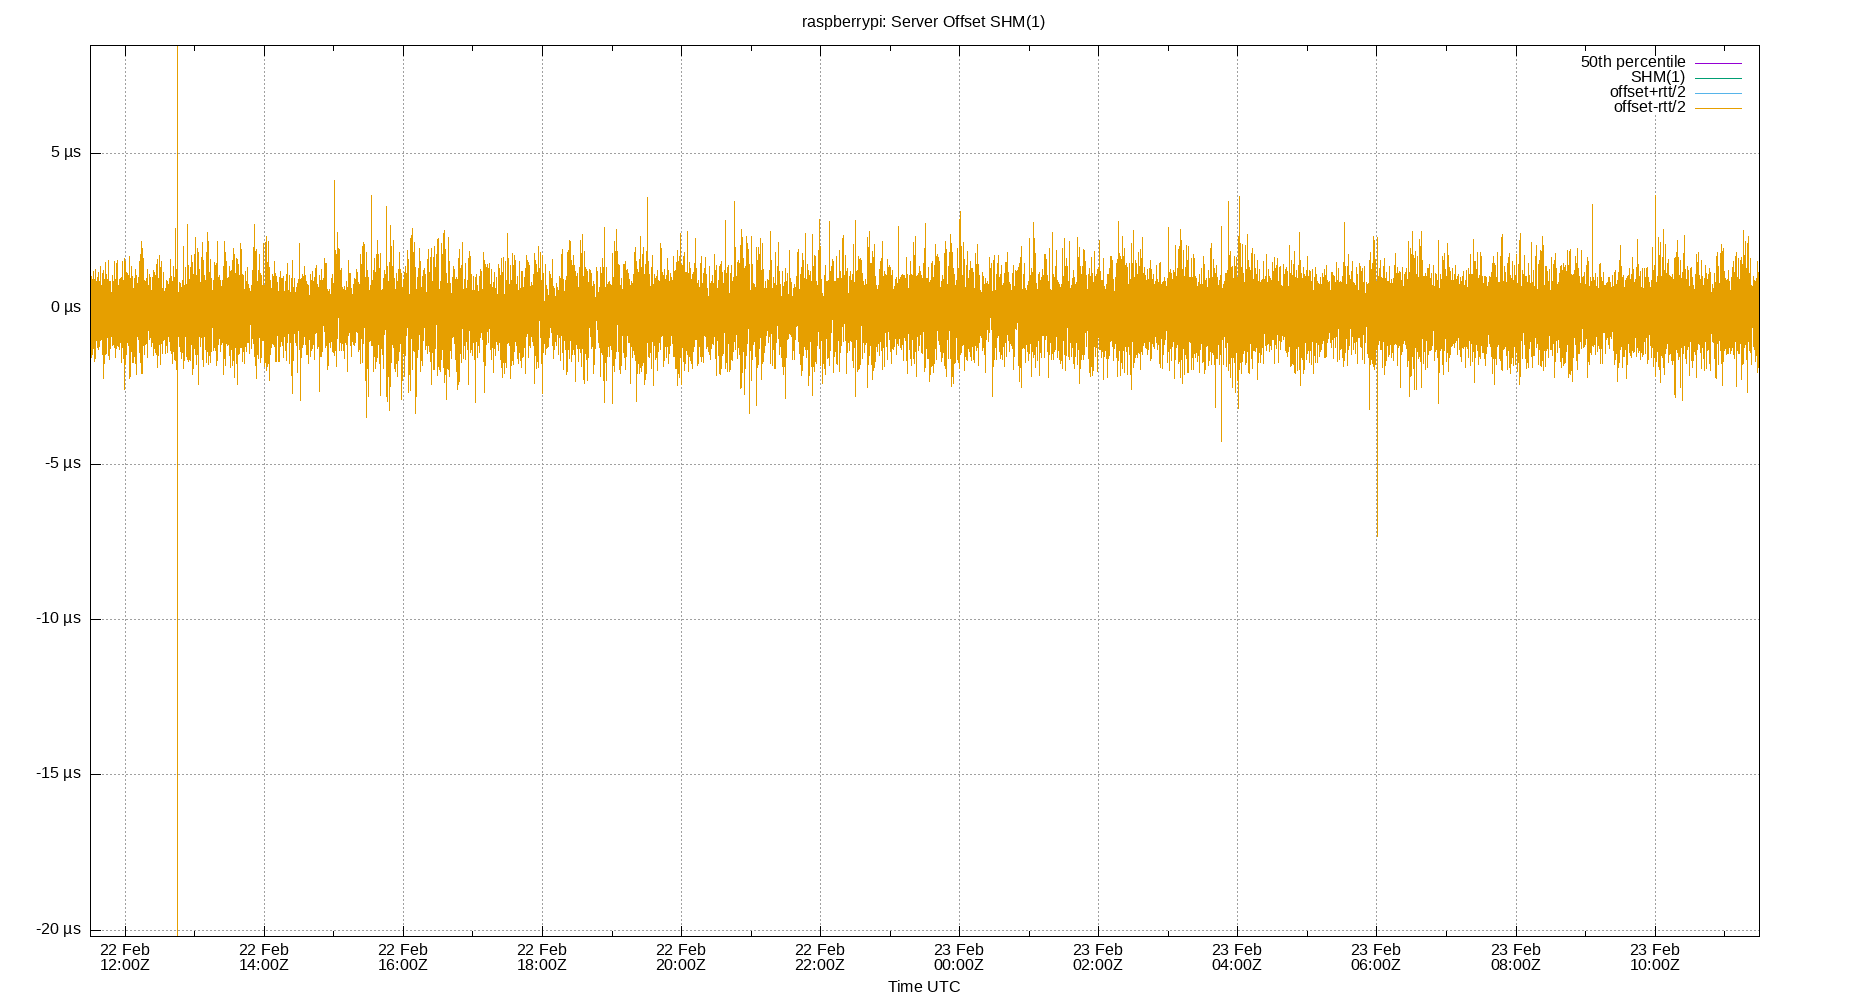 raspberrypi: Server Offset SHM(1)
50th percentile
SHM(1)
offset+rtt/2
offset-rtt/2
5 µs
0 µs
-5 µs
-10 µs
-15 µs
-20 µs
22 Feb 22 Feb 22 Feb 22 Feb 22 Feb 22 Feb 23 Feb 23 Feb 23 Feb 23 Feb 23 Feb 23 Feb
12:00Z 14:00Z 16:00Z 18:00Z 20:00Z 22:00Z 00:00Z 02:00Z 04:00Z 06:00Z 08:00Z 10:00Z
Time UTC